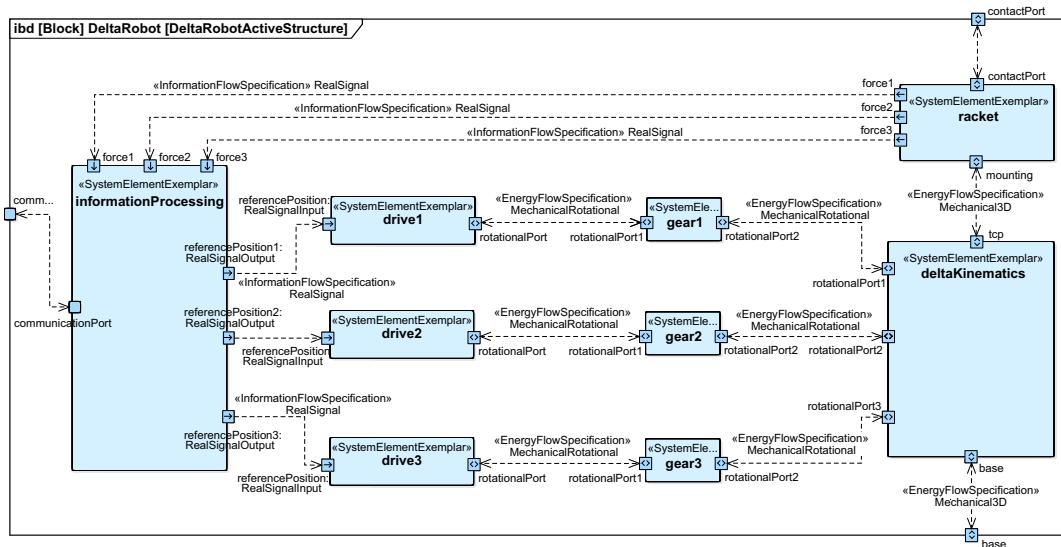 contactPort
ibd [Block] DeltaRobot [DeltaRobotActiveStructure]
contactPort
«InformationFlowSpecification» RealSignal
force1
«SystemElementExemplar»
racket
«InformationFlowSpecification» RealSignal
force2
«InformationFlowSpecification» RealSignal
force3
force1
force2
force3
mounting
«SystemElementExemplar»
informationProcessing
«EnergyFlowSpecification»
Mechanical3D
comm...
referencePosition:
RealSignalInput
«SystemElementExemplar»
drive1
«EnergyFlowSpecification»
MechanicalRotational
«SystemEle...
gear1
«EnergyFlowSpecification»
MechanicalRotational
rotationalPort
rotationalPort1
rotationalPort2
tcp
referencePosition1:
RealSignalOutput
«SystemElementExemplar»
deltaKinematics
«InformationFlowSpecification»
RealSignal
rotationalPort1
communicationPort
referencePosition2:
RealSignalOutput
«SystemElementExemplar»
drive2
«EnergyFlowSpecification»
MechanicalRotational
«SystemEle...
gear2
«EnergyFlowSpecification»
MechanicalRotational
referencePosition:
RealSignalInput
rotationalPort
rotationalPort1
rotationalPort2
rotationalPort2
«InformationFlowSpecification»
RealSignal
rotationalPort3
referencePosition3:
RealSignalOutput
«SystemElementExemplar»
drive3
«EnergyFlowSpecification»
MechanicalRotational
«SystemEle...
gear3
«EnergyFlowSpecification»
MechanicalRotational
referencePosition:
RealSignalInput
rotationalPort
rotationalPort1
rotationalPort2
base
«EnergyFlowSpecification»
Mechanical3D
base